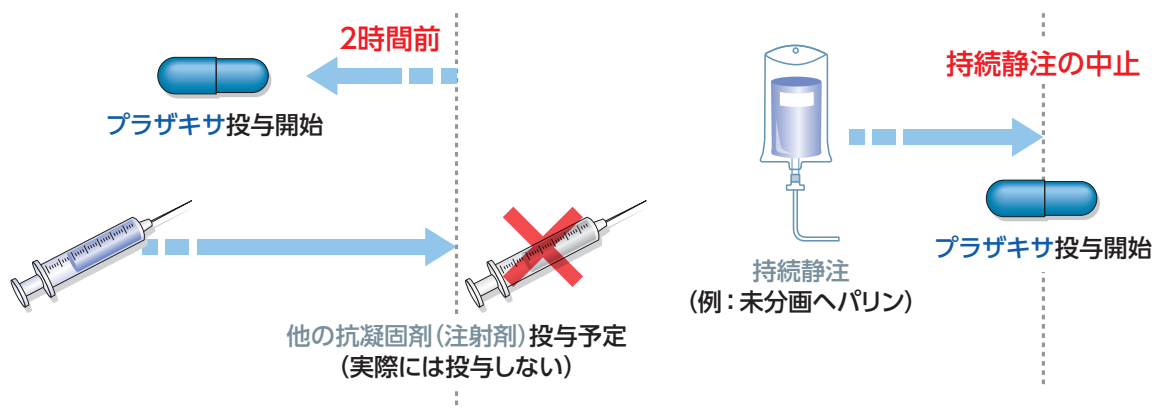 2時間前
プラザキサ投与開始
他の抗凝固剤(注射剤)投与予定
(実際には投与しない)
持続静注の中止
プラザキサ投与開始
持続静注
(例:未分画ヘパリン)